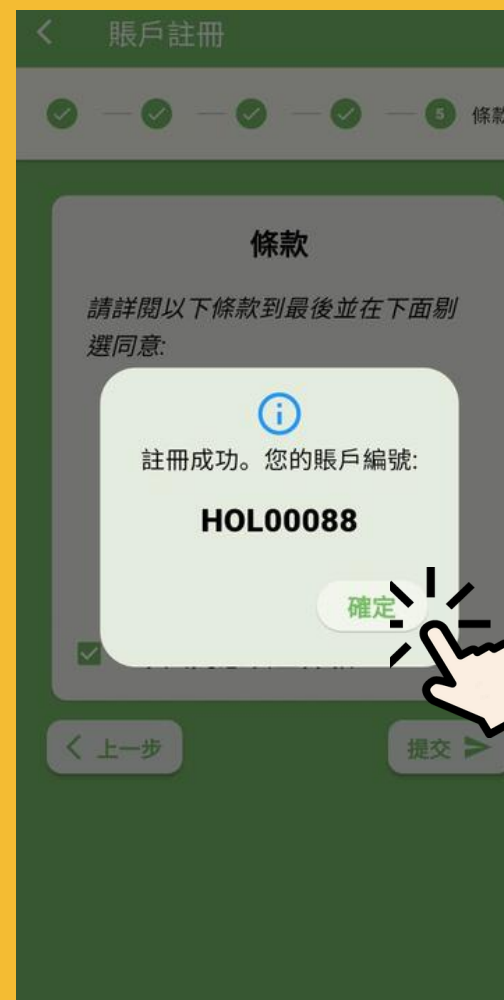 賬戶註冊
5 條款
條款
請詳閱以下條款到最後並在下面剔
選同意:
註冊成功。您的賬戶編號:
HOL00088
確定
上一步
提交